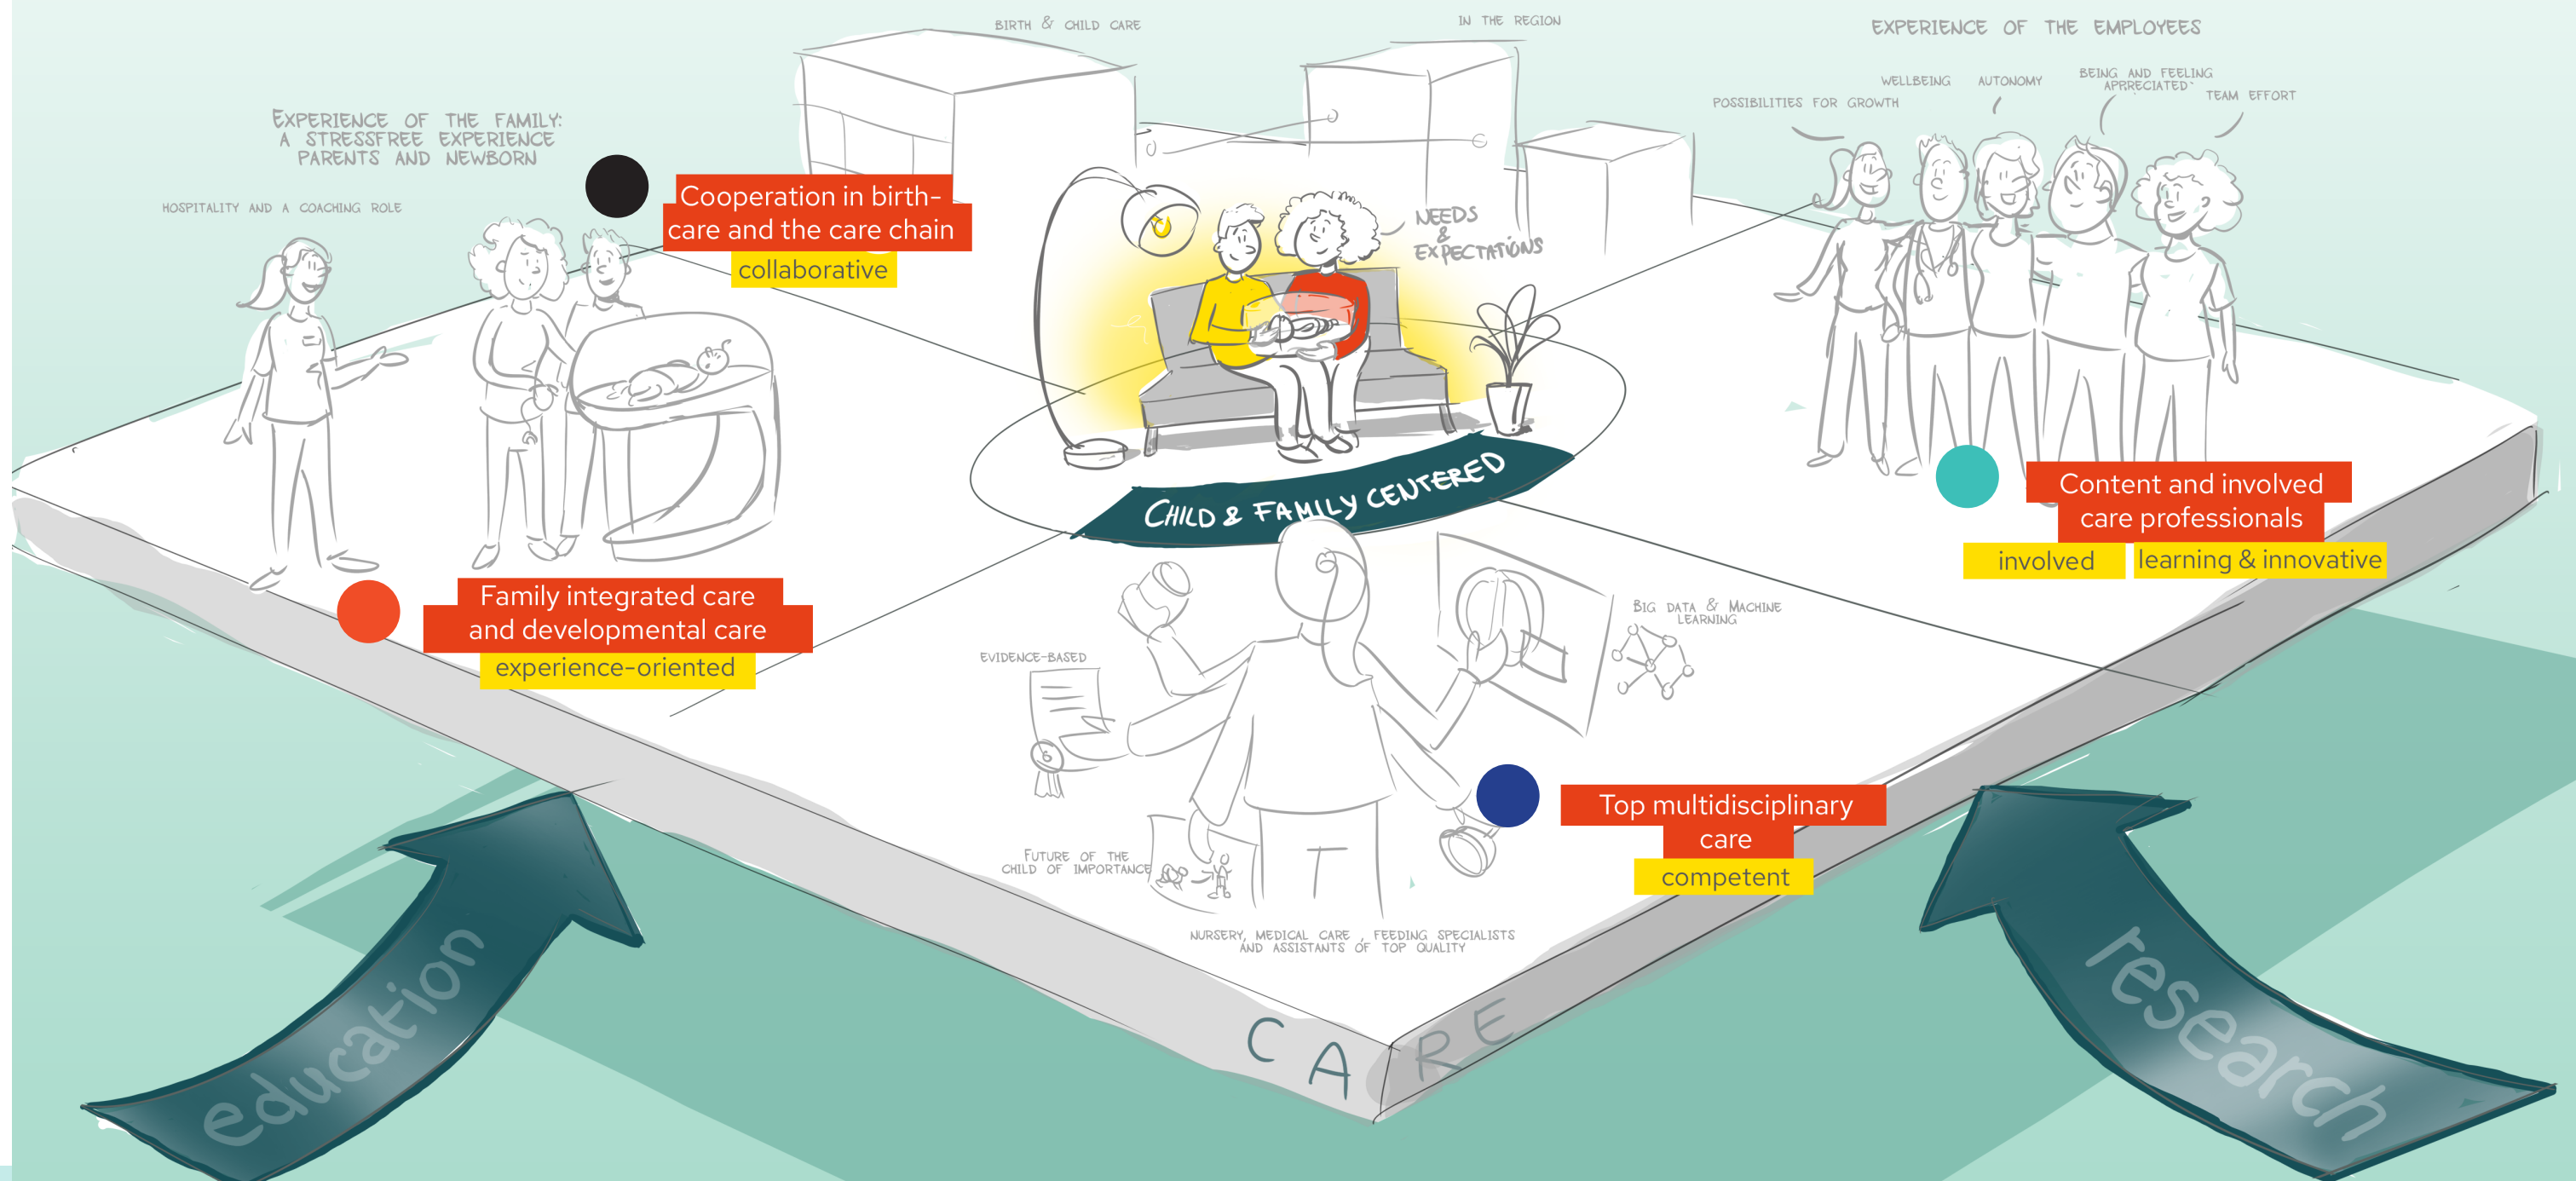 BIRTH & CHILD CARE
IN THE REGION
EXPERIENCE OF THE EMPLOYEES
WELLBEING
AUTONOMY
BEING AND FEELING
APPRECIATED
POSSIBILITIES FOR GROWTH
TEAM EFFORT
EXPERIENCE OF THE FAMILY:
A STRESSFREE EXPERIENCE
PARENTS AND NEWBORN
HOSPITALITY AND A COACHING ROLE
Cooperation in birth-
care and the care chain
collaborative
NEEDS
&
EXPECTATIONS
CHILD & FAMILY CENTERED
Content and involved
care professionals
involved
learning & innovative
Family integrated care
and developmental care
experience-oriented
EVIDENCE-BASED
BIG DATA & MACHINE
LEARNING
Top multidisciplinary
care
competent
FUTURE OF THE
CHILD OF IMPORTANCE
NURSERY, MEDICAL CARE , FEEDING SPECIALISTS
AND ASSISTANTS OF TOP QUALITY
education
CARE
research